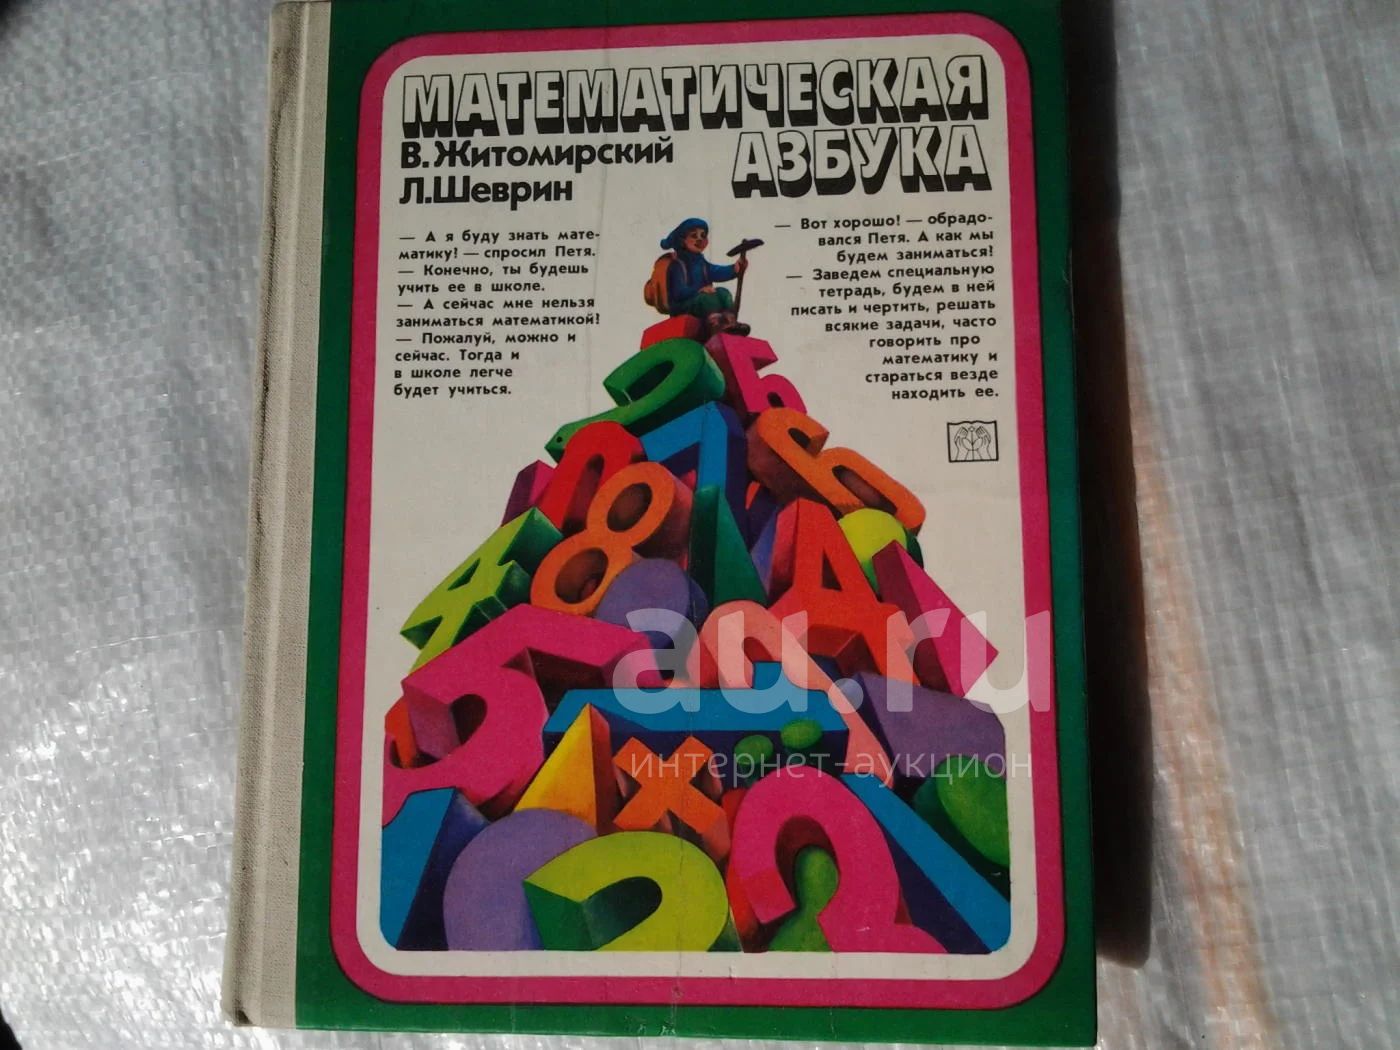 МАТЕМАТИЧЕСКАЯ
АЗБУКА
В. Житомирский
Л. Шеврин
— А я буду знать мате-
матику! — спросил Петя.
— Конечно, ты будешь
учить ее в школе.
— А сейчас мне нельзя
заниматься математикой?
— Пожалуй, можно и
сейчас. Тогда и
в школе легче
будет учиться.
— Вот хорошо! — обрадо-
вался Петя. А как мы
будем заниматься?
— Заведем специальную
тетрадь, будем в ней
писать и чертить, решать
всякие задачи, часто
говорить про
математику и
стараться везде
находить ее.
au.ru
интернет-аукцион